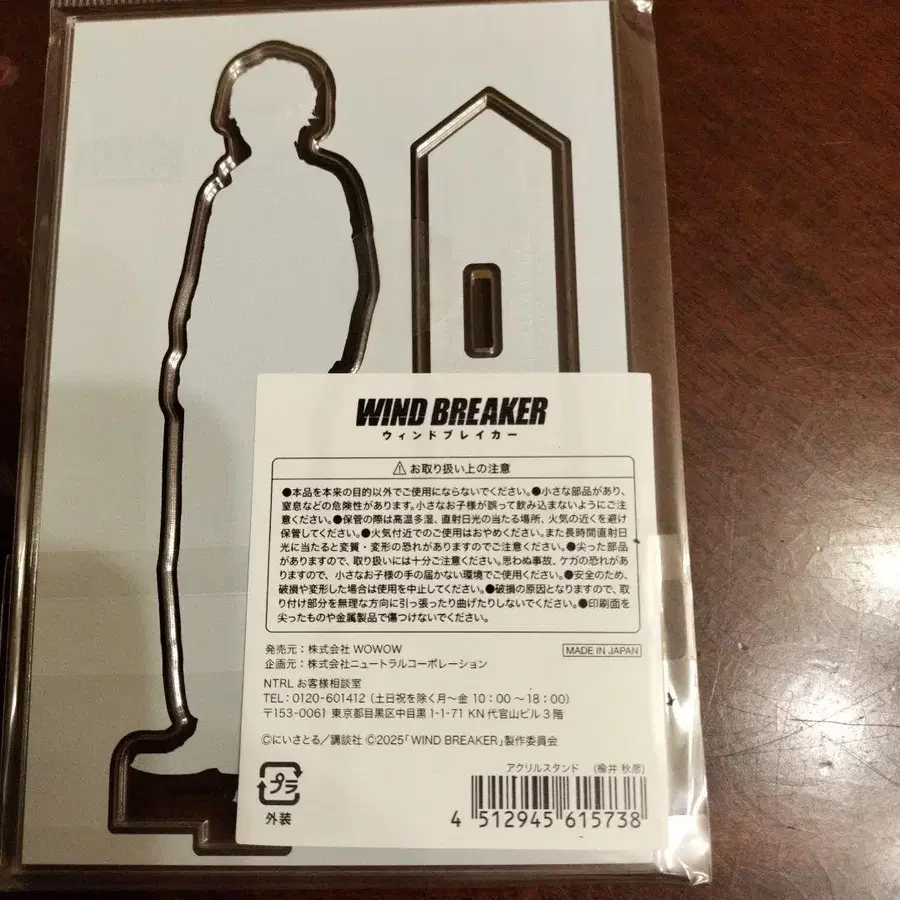 WIND BREAKER
ウィンドブレイカー
⚠お取り扱い上の注意
●本品を本来の目的以外でご使用にならないでください。●小さな部品があり、
窒息などの危険性があります。小さなお子様が誤って飲み込まないようにご注
意ください。●保管の際は高温多湿、直射日光の当たる場所、火気の近くを避け
保管してください。●火気付近でのご使用はおやめください。また長時間直射日
光に当たると変質・変形の恐れがありますのでご注意ください。●尖った部品
がありますので、取り扱いには十分ご注意ください。思わぬ事故、ケガの恐れがあ
りますので、小さなお子様の手の届かない環境でご使用ください。●安全のため、
破損や変形した場合は使用を中止してください。●破損の原因となりますので、取
り付け部分を無理な方向に引っ張ったり曲げたりしないでください。●印刷面を
尖ったものや金属製品で傷つけないでください。
発売元：株式会社 WOWOW
企画元：株式会社ニュートラルコーポレーション
MADE IN JAPAN
NTRL お客様相談室
TEL：0120-601412（土日祝を除く月～金 10：00～18：00）
〒153-0061 東京都目黒区中目黒 1-1-71 KN 代官山ビル 3 階
©にいさとる／講談社 ©2025「WIND BREAKER」製作委員会
アクリルスタンド (楡井 秋彦)
プラ
外装
4 512945 615738